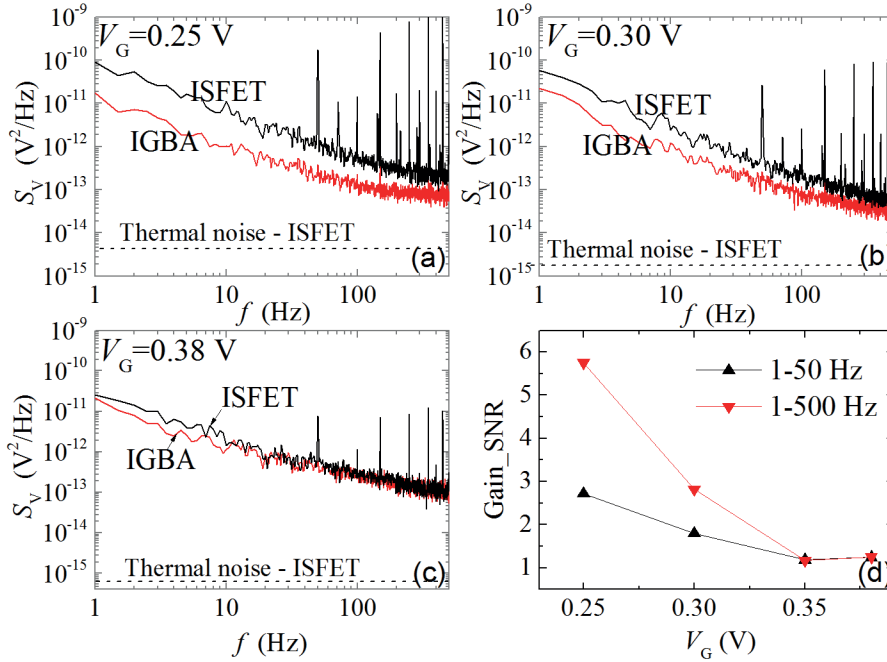 V_G=0.25 V
ISFET
IGBA
Thermal noise - ISFET
(a)
S_V (V²/Hz)
10⁻⁹
10⁻¹⁰
10⁻¹¹
10⁻¹²
10⁻¹³
10⁻¹⁴
10⁻¹⁵
1 10 100
f (Hz)
V_G=0.30 V
ISFET
IGBA
Thermal noise - ISFET
(b)
S_V (V²/Hz)
10⁻⁹
10⁻¹⁰
10⁻¹¹
10⁻¹²
10⁻¹³
10⁻¹⁴
10⁻¹⁵
1 10 100
f (Hz)
V_G=0.38 V
ISFET
IGBA
Thermal noise - ISFET
(c)
S_V (V²/Hz)
10⁻⁹
10⁻¹⁰
10⁻¹¹
10⁻¹²
10⁻¹³
10⁻¹⁴
10⁻¹⁵
1 10 100
f (Hz)
1-50 Hz
1-500 Hz
(d)
Gain_SNR
6
5
4
3
2
1
0.25 0.30 0.35
V_G (V)